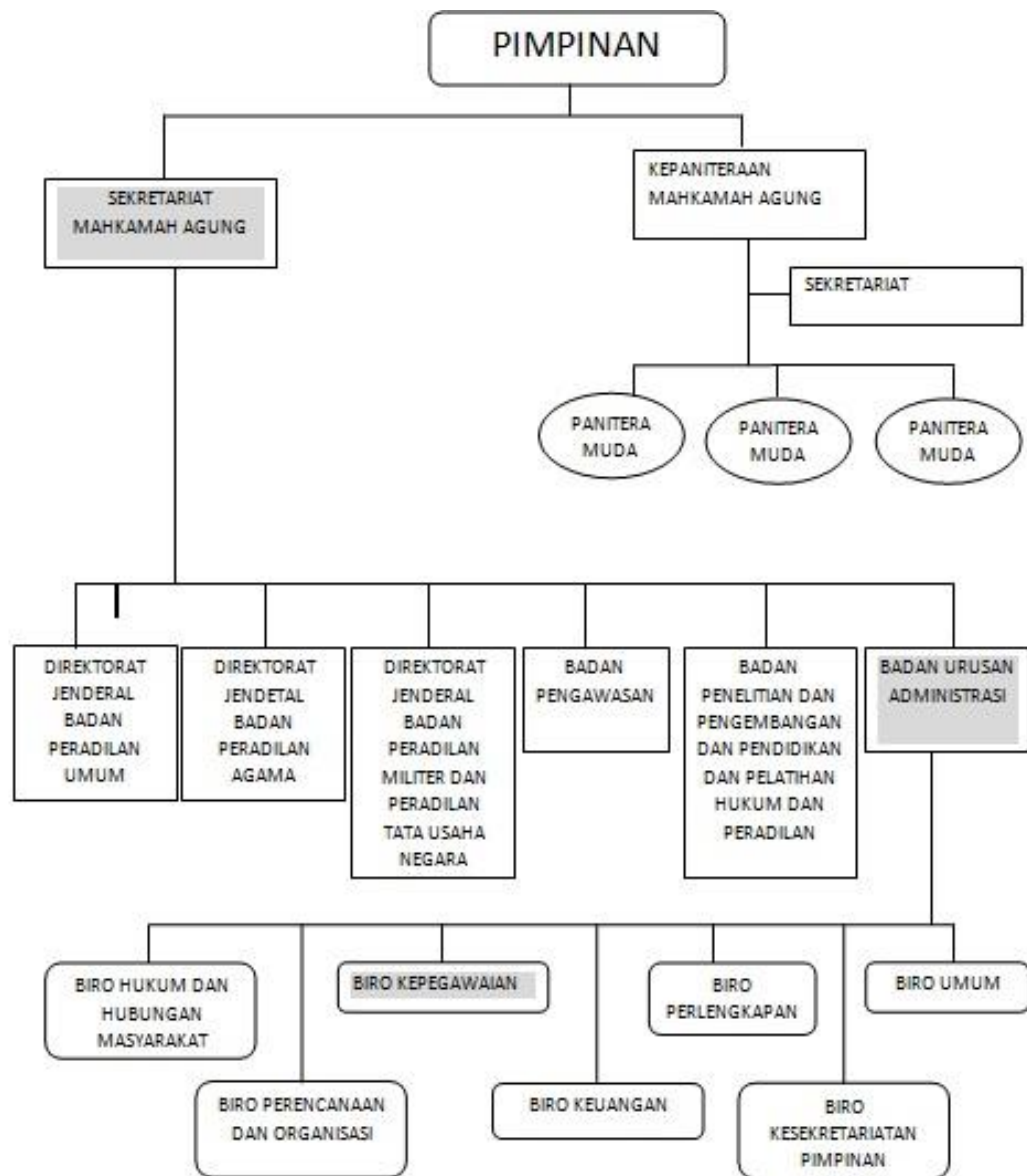 PIMPINAN
SEKRETARIAT
MAHKAMAH AGUNG
KEPANITERAAN
MAHKAMAH AGUNG
SEKRETARIAT
PANITERA
MUDA
PANITERA
MUDA
PANITERA
MUDA
DIREKTORAT
JENDERAL
BADAN
PERADILAN
UMUM
DIREKTORAT
JENDETAL
BADAN
PERADILAN
AGAMA
DIREKTORAT
JENDERAL
BADAN
PERADILAN
MILITER DAN
PERADILAN
TATA USAHA
NEGARA
BADAN
PENGAWASAN
BADAN
PENELITIAN DAN
PENGEMBANGAN
DAN PENDIDIKAN
DAN PELATIHAN
HUKUM DAN
PERADILAN
BADAN URUSAN
ADMINISTRASI
BIRO HUKUM DAN
HUBUNGAN
MASYARAKAT
BIRO KEPEGAWAIAN
BIRO
PERLENGKAPAN
BIRO UMUM
BIRO PERENCANAAN
DAN ORGANISASI
BIRO KEUANGAN
BIRO
KESEKRETARIATAN
PIMPINAN